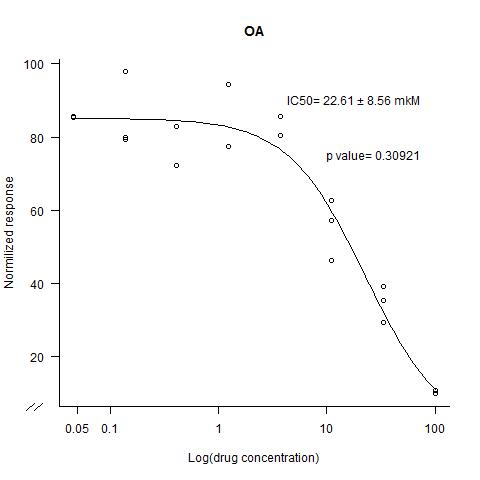 OA
100
80
60
40
20
IC50= 22.61 ± 8.56 mkM
p value= 0.30921
Normilized response
//
0.05 0.1 1 10 100
Log(drug concentration)